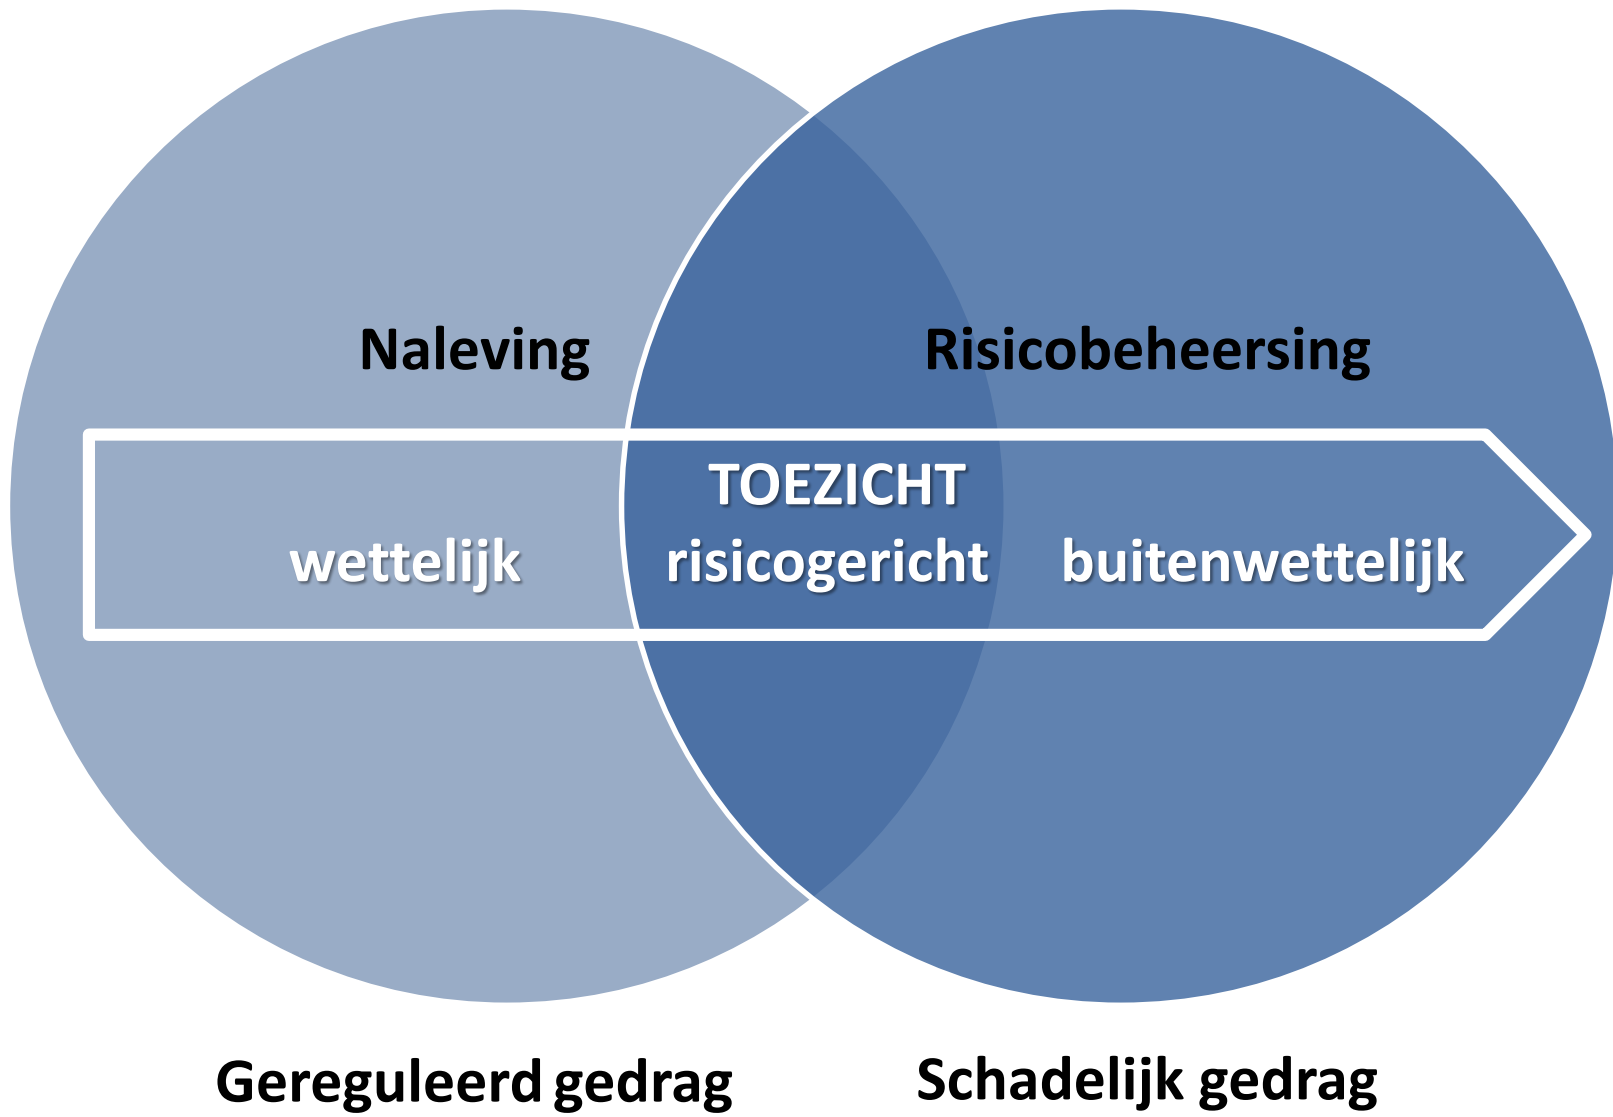 Naleving
Risicobeheersing
TOEZICHT
wettelijk
risicogericht
buitenwettelijk
Gereguleerd gedrag
Schadelijk gedrag